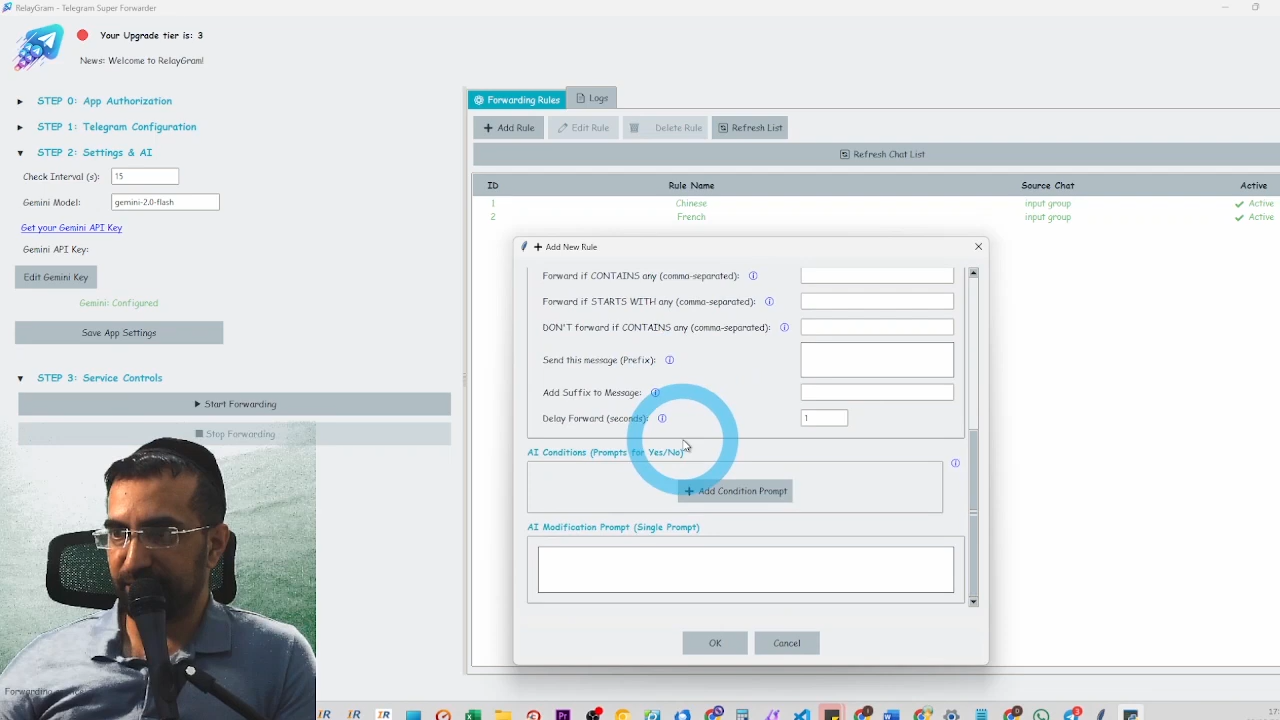 RelayGram - Telegram Super Forwarder
Your Upgrade tier is: 3
News: Welcome to RelayGram!
STEP 0: App Authorization
STEP 1: Telegram Configuration
STEP 2: Settings & AI
Check Interval (s): 15
Gemini Model: gemini-2.0-flash
Get your Gemini API Key
Gemini API Key:
Edit Gemini Key
Gemini: Configured
Save App Settings
STEP 3: Service Controls
Start Forwarding
Stop Forwarding
Forwarding Rules Logs
Add Rule Edit Rule Delete Rule Refresh List
Refresh Chat List
ID Rule Name Source Chat Active
1 Chinese input group Active
2 French input group Active
Add New Rule
Forward if CONTAINS any (comma-separated):
Forward if STARTS WITH any (comma-separated):
DON'T forward if CONTAINS any (comma-separated):
Send this message (Prefix):
Add Suffix to Message:
Delay Forward (seconds): 1
AI Conditions (Prompts for Yes/No)
Add Condition Prompt
AI Modification Prompt (Single Prompt)
OK Cancel
Forwarding
17: